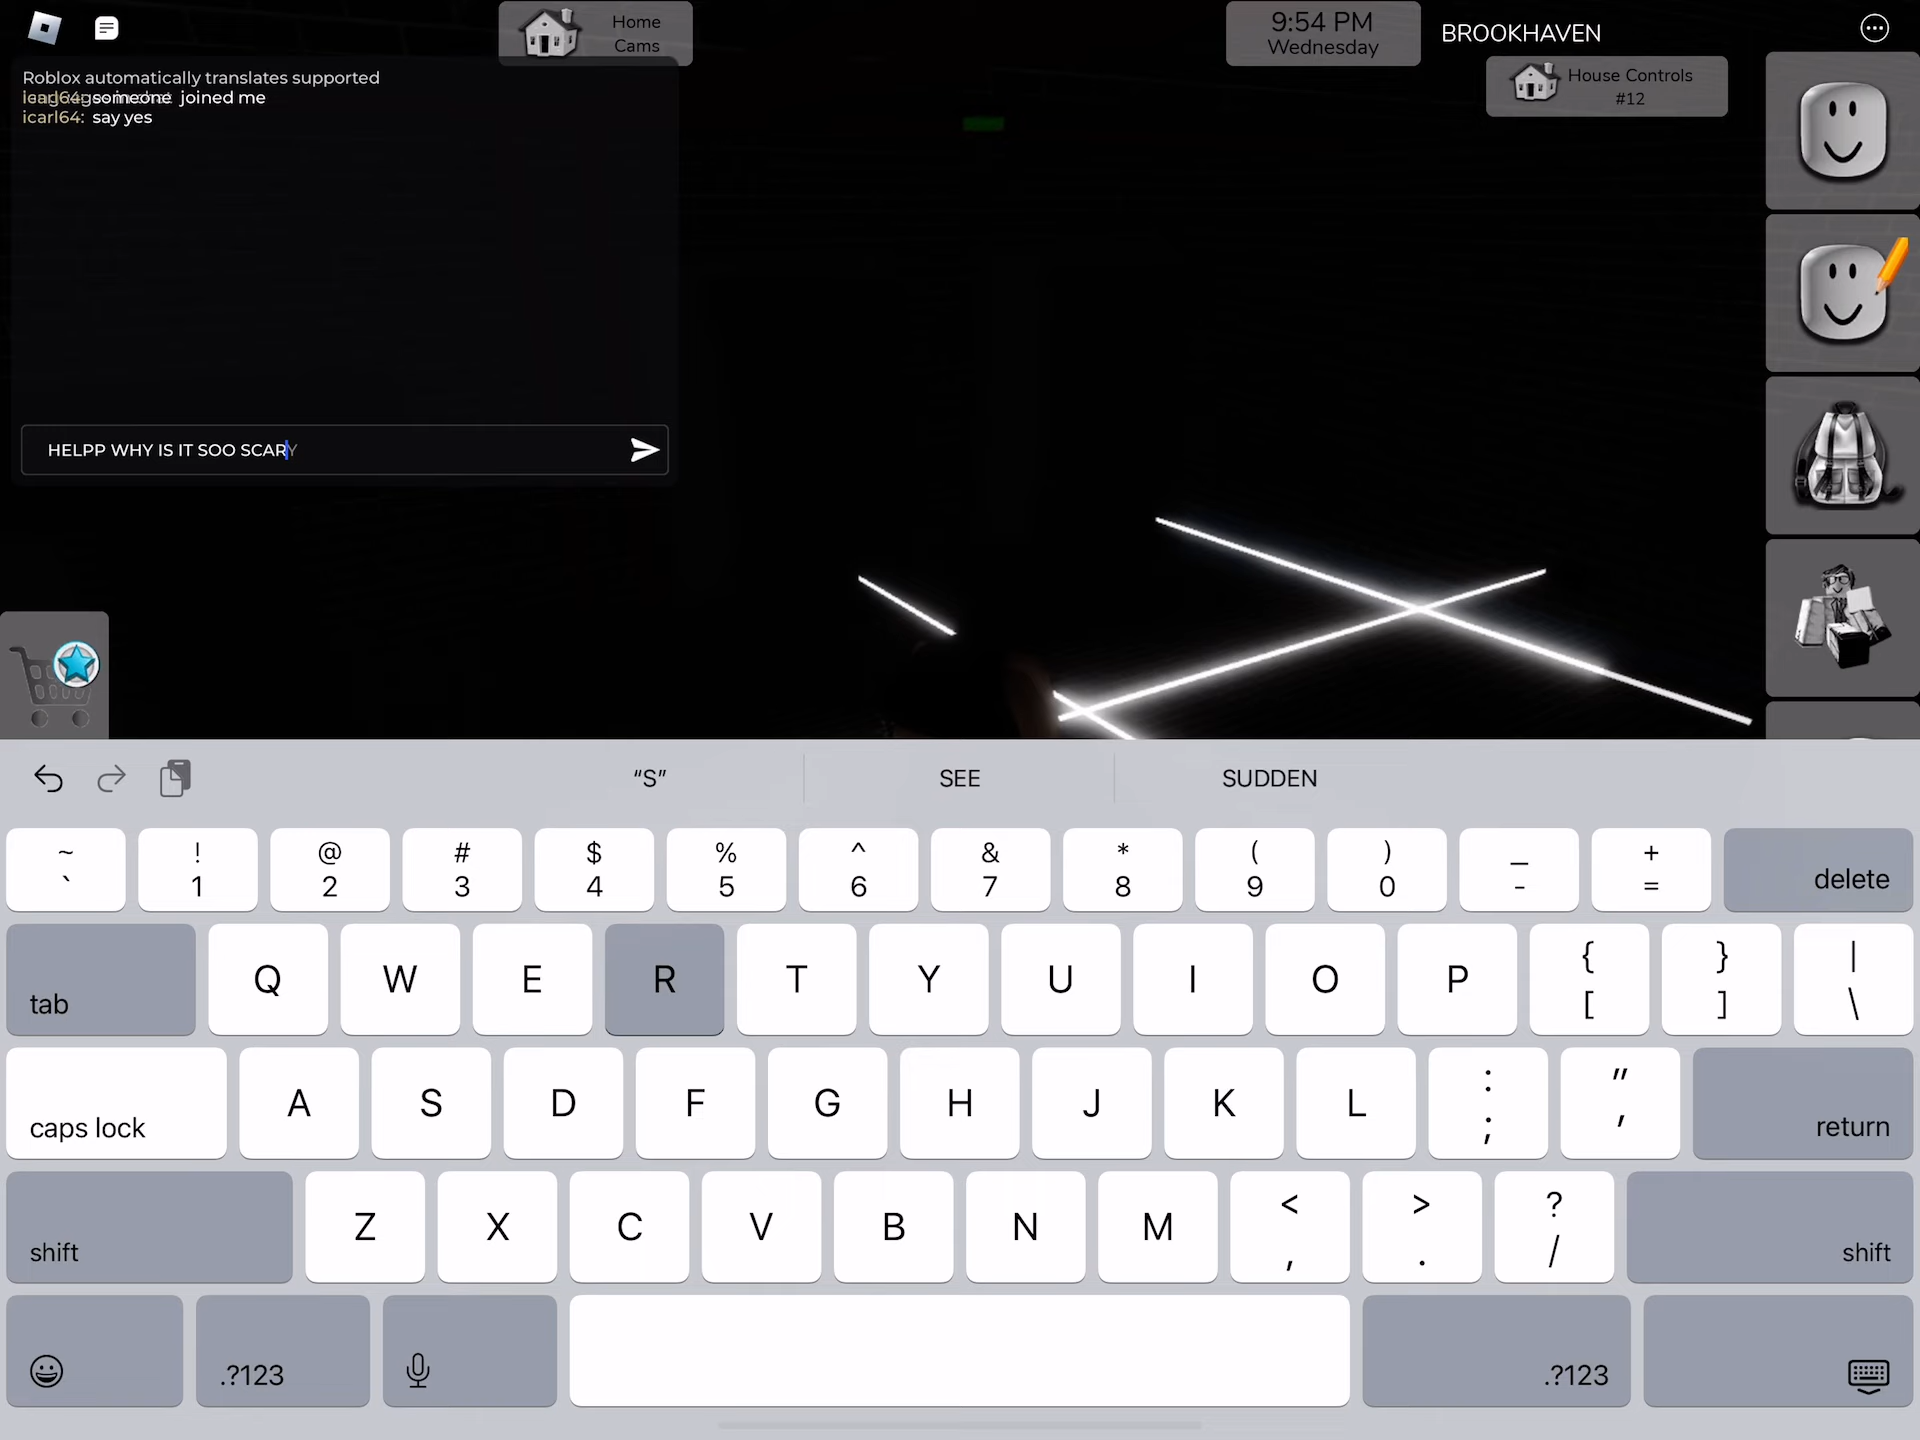 Home
Cams
9:54 PM
Wednesday
BROOKHAVEN
House Controls
#12
Roblox automatically translates supported
icarl64: someone joined me
icarl64: say yes
HELPP WHY IS IT SOO SCARY
“S” SEE SUDDEN
~ ! @ # $ % ^ & * ( ) _ +
` 1 2 3 4 5 6 7 8 9 0 - = delete
tab Q W E R T Y U I O P { [ } ] | \
caps lock A S D F G H J K L : ; " ' return
shift Z X C V B N M < , > . ? / shift
.?123 .?123